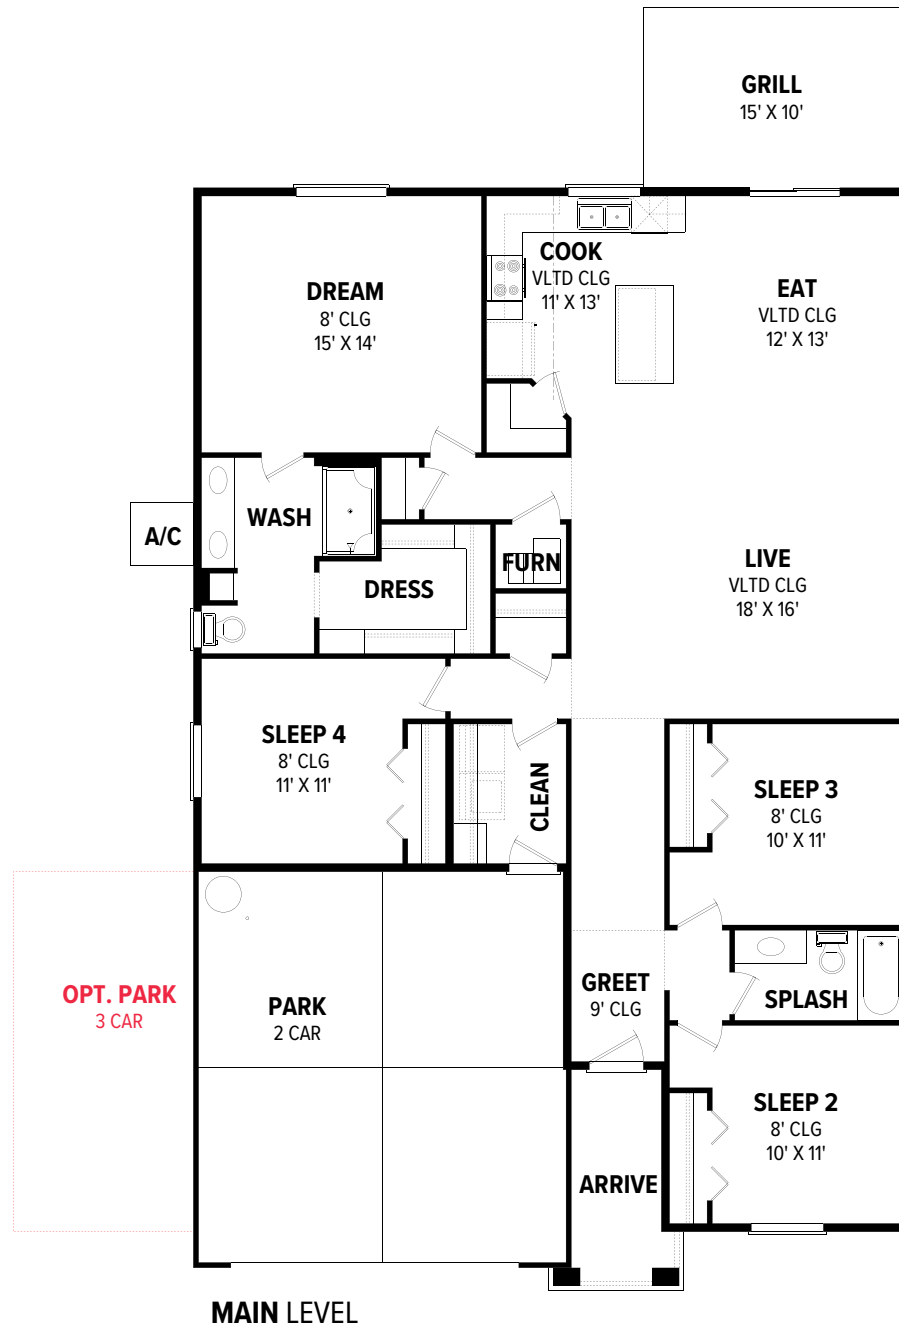 GRILL
15' X 10'
COOK
VLTD CLG
11' X 13'
DREAM
8' CLG
15' X 14'
EAT
VLTD CLG
12' X 13'
WASH
A/C
FURN
DRESS
LIVE
VLTD CLG
18' X 16'
SLEEP 4
8' CLG
11' X 11'
CLEAN
SLEEP 3
8' CLG
10' X 11'
OPT. PARK
3 CAR
PARK
2 CAR
GREET
9' CLG
SPLASH
SLEEP 2
8' CLG
10' X 11'
ARRIVE
MAIN LEVEL